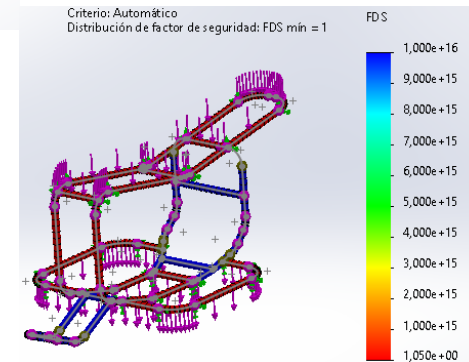 Criterio: Automático
Distribución de factor de seguridad: FDS mín = 1
FDS
1,000e+16
9,000e+15
8,000e+15
7,000e+15
6,000e+15
5,000e+15
4,000e+15
3,000e+15
2,000e+15
1,000e+15
1,050e+00